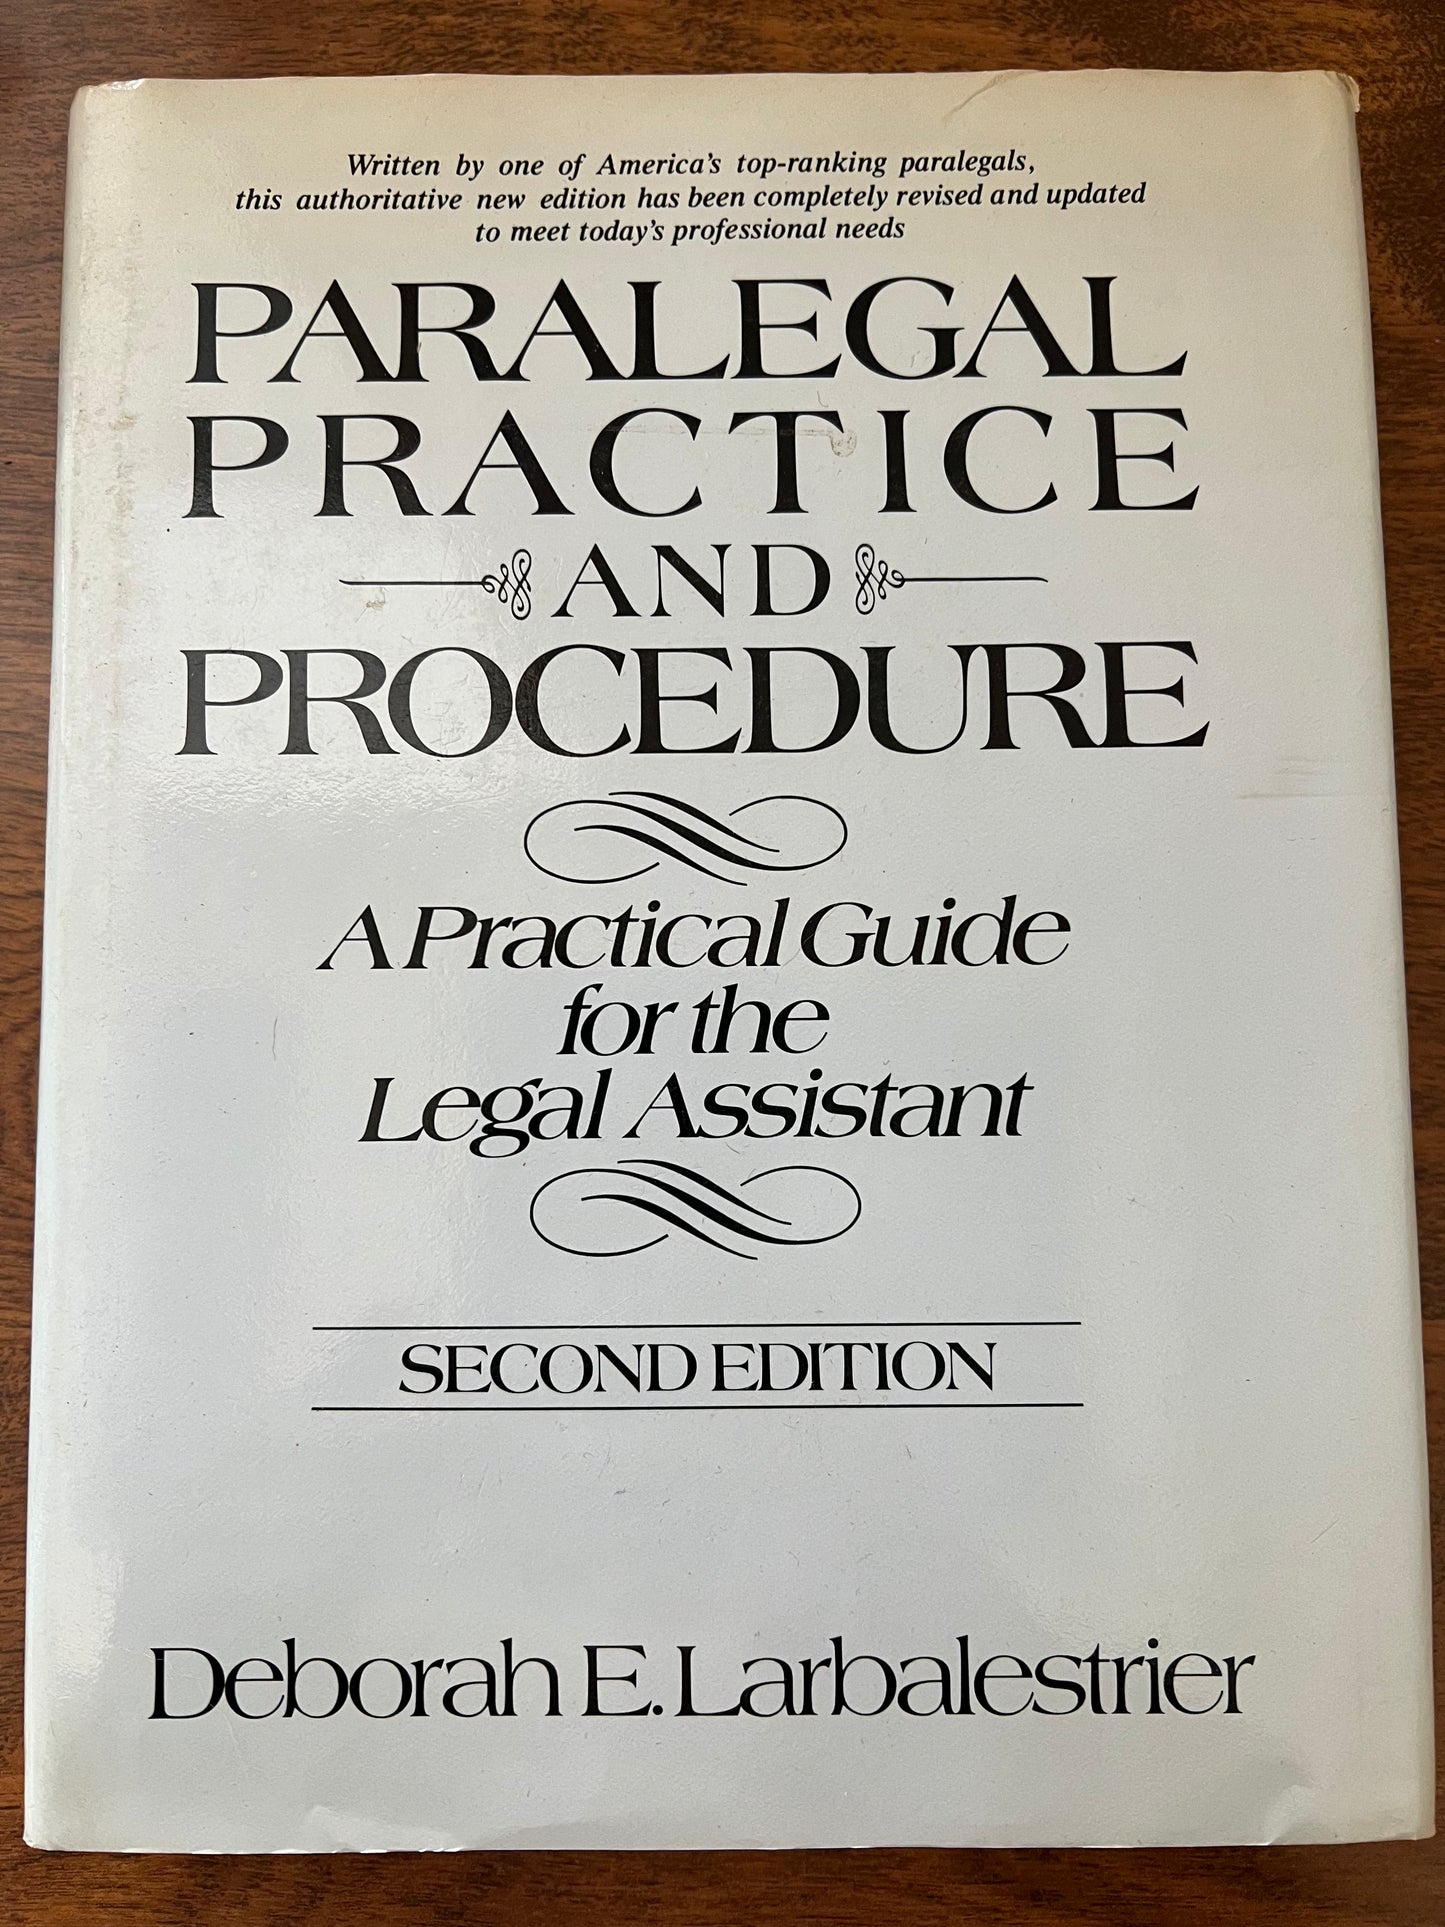 Written by one of America's top-ranking paralegals,
this authoritative new edition has been completely revised and updated
to meet today's professional needs
PARALEGAL
PRACTICE
AND
PROCEDURE
A Practical Guide
for the
Legal Assistant
SECOND EDITION
Deborah E. Larbalestrier